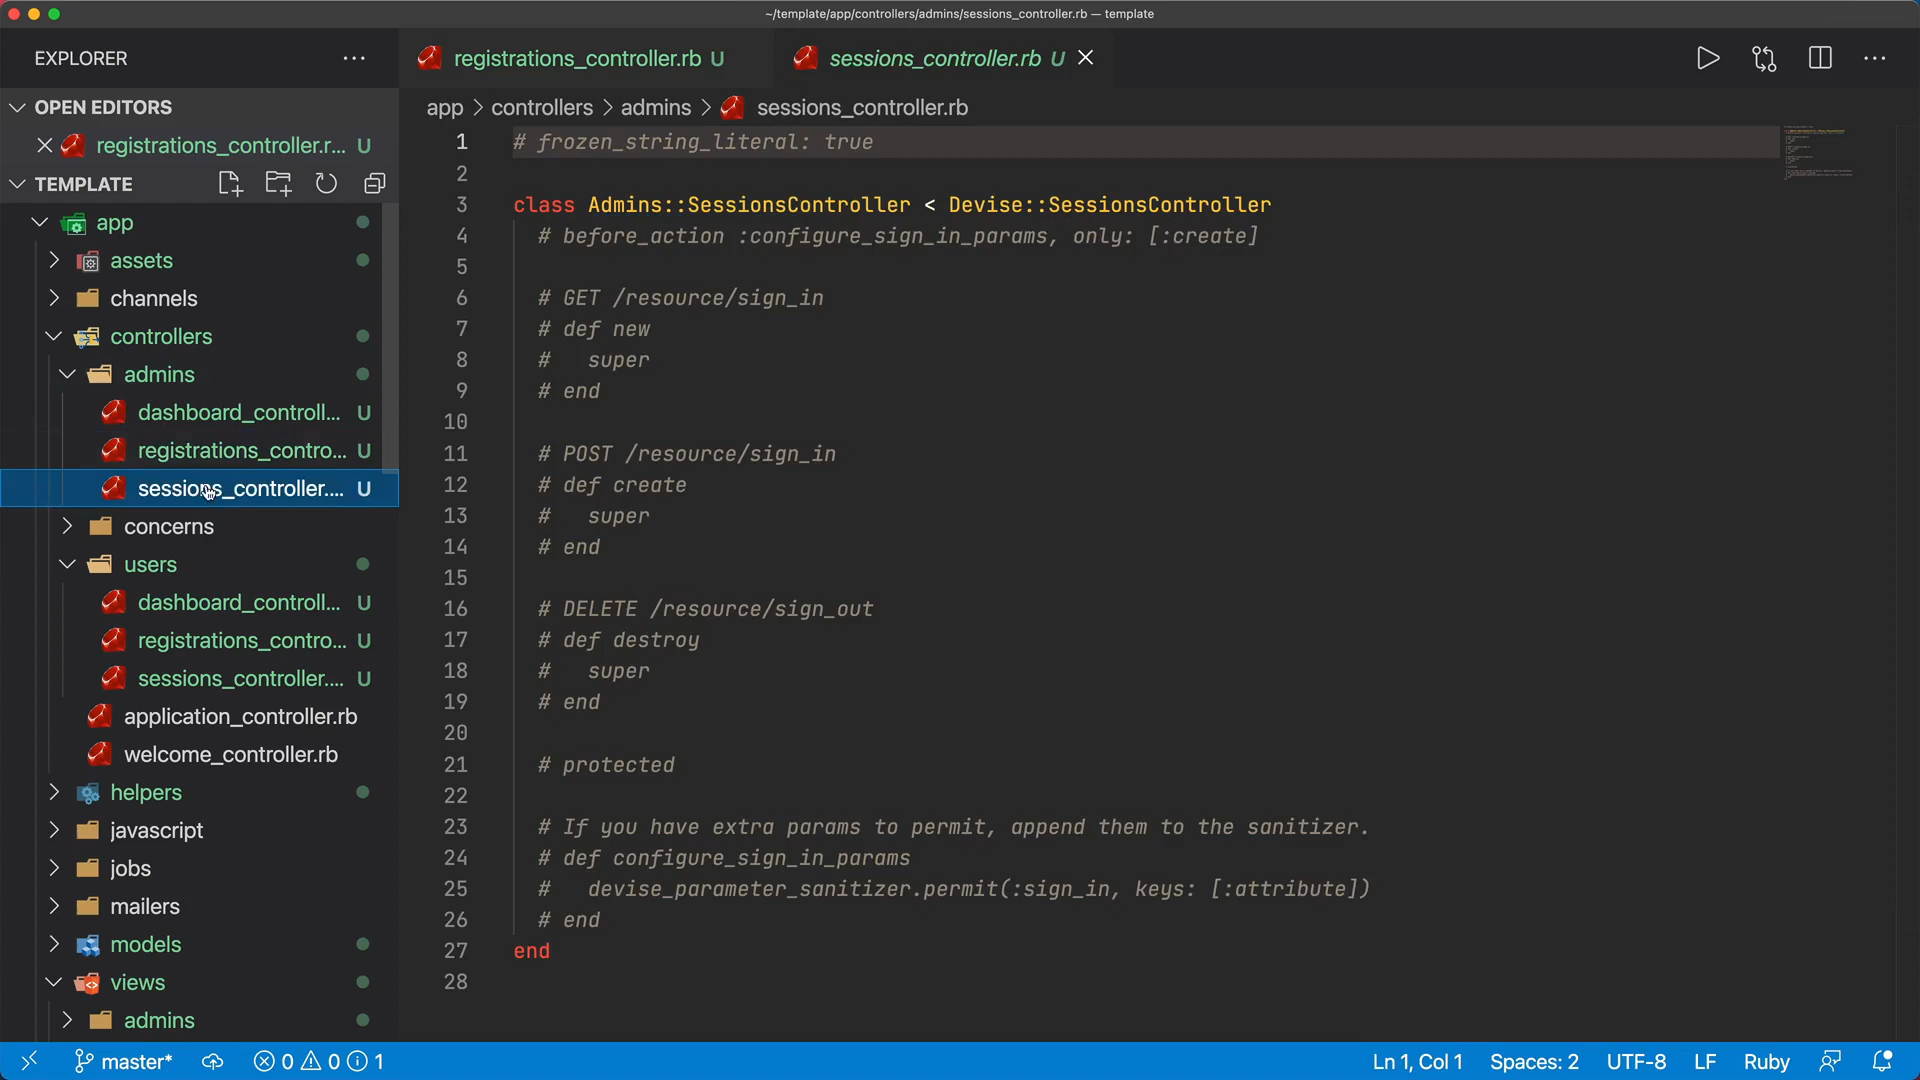 ~/template/app/controllers/admins/sessions_controller.rb — template
EXPLORER
registrations_controller.rb U
sessions_controller.rb U
OPEN EDITORS
registrations_controller.r... U
TEMPLATE
app
assets
channels
controllers
admins
dashboard_controll... U
registrations_contro... U
sessions_controller.... U
concerns
users
dashboard_controll... U
registrations_contro... U
sessions_controller.... U
application_controller.rb
welcome_controller.rb
helpers
javascript
jobs
mailers
models
views
admins
app > controllers > admins > sessions_controller.rb
1 # frozen_string_literal: true
2
3 class Admins::SessionsController < Devise::SessionsController
4 # before_action :configure_sign_in_params, only: [:create]
5
6 # GET /resource/sign_in
7 # def new
8 #   super
9 # end
10
11 # POST /resource/sign_in
12 # def create
13 #   super
14 # end
15
16 # DELETE /resource/sign_out
17 # def destroy
18 #   super
19 # end
20
21 # protected
22
23 # If you have extra params to permit, append them to the sanitizer.
24 # def configure_sign_in_params
25 #   devise_parameter_sanitizer.permit(:sign_in, keys: [:attribute])
26 # end
27 end
28
master* 0 0 1
Ln 1, Col 1 Spaces: 2 UTF-8 LF Ruby